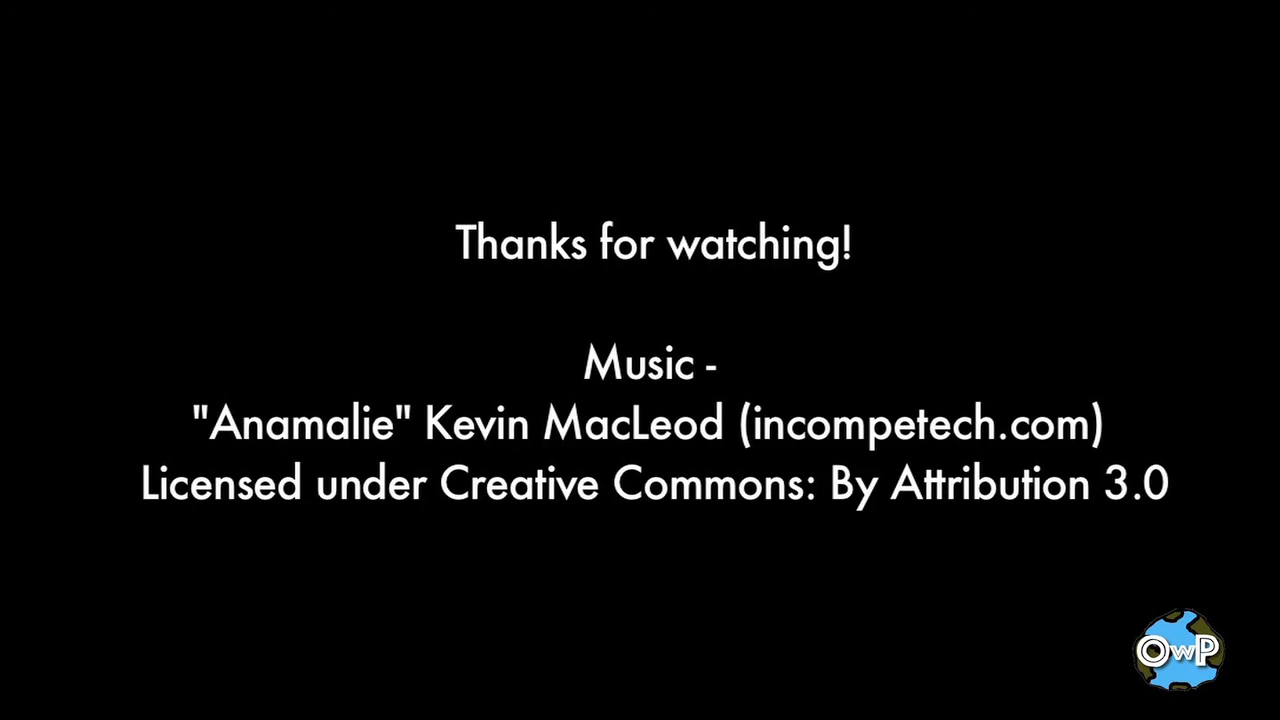 Thanks for watching!
Music -
"Anamalie" Kevin MacLeod (incompetech.com)
Licensed under Creative Commons: By Attribution 3.0
OwP